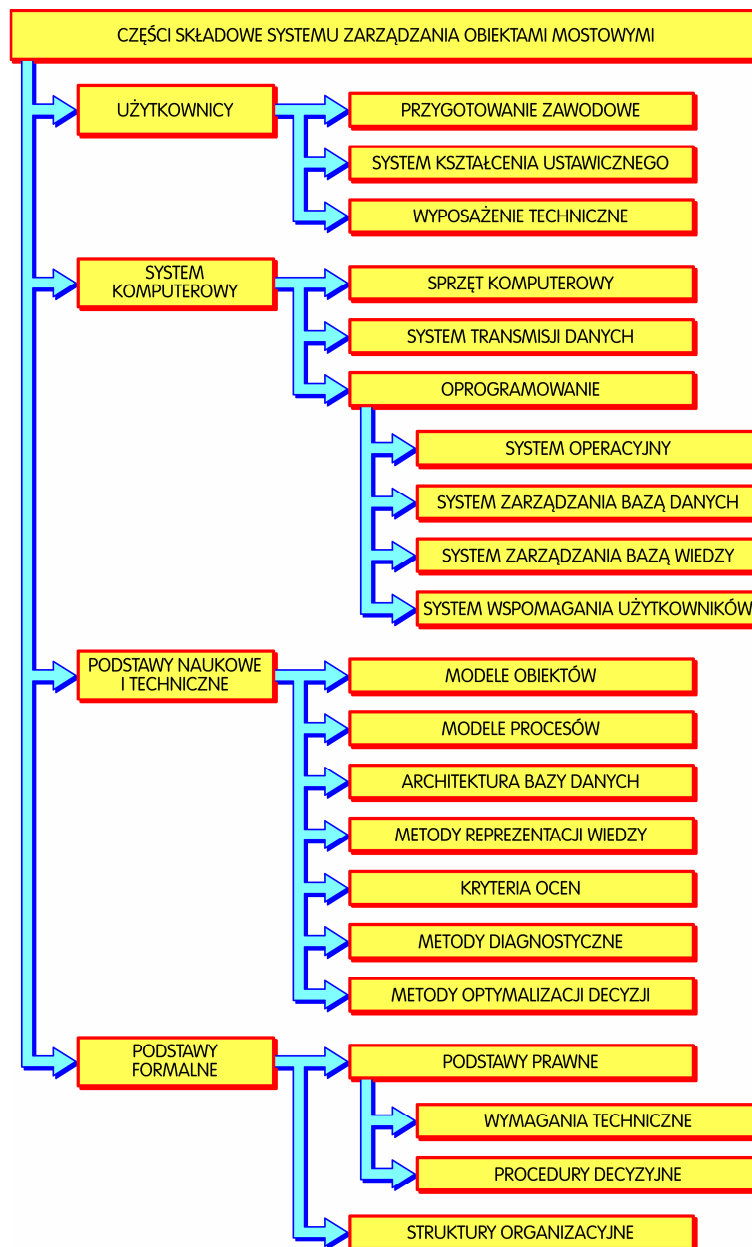 CZĘŚCI SKŁADOWE SYSTEMU ZARZĄDZANIA OBIEKTAMI MOSTOWYMI
UŻYTKOWNICY
PRZYGOTOWANIE ZAWODOWE
SYSTEM KSZTAŁCENIA USTAWICZNEGO
WYPOSAŻENIE TECHNICZNE
SYSTEM
KOMPUTEROWY
SPRZĘT KOMPUTEROWY
SYSTEM TRANSMISJI DANYCH
OPROGRAMOWANIE
SYSTEM OPERACYJNY
SYSTEM ZARZĄDZANIA BAZĄ DANYCH
SYSTEM ZARZĄDZANIA BAZĄ WIEDZY
SYSTEM WSPOMAGANIA UŻYTKOWNIKÓW
PODSTAWY NAUKOWE
I TECHNICZNE
MODELE OBIEKTÓW
MODELE PROCESÓW
ARCHITEKTURA BAZY DANYCH
METODY REPREZENTACJI WIEDZY
KRYTERIA OCEN
METODY DIAGNOSTYCZNE
METODY OPTYMALIZACJI DECYZJI
PODSTAWY
FORMALNE
PODSTAWY PRAWNE
WYMAGANIA TECHNICZNE
PROCEDURY DECYZYJNE
STRUKTURY ORGANIZACYJNE